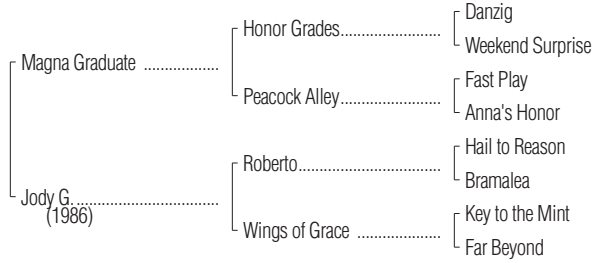 Magna Graduate ..................
Honor Grades........................
Danzig
Weekend Surprise
Peacock Alley........................
Fast Play
Anna's Honor
Jody G. ..................................
(1986)
Roberto..................................
Hail to Reason
Bramalea
Wings of Grace ....................
Key to the Mint
Far Beyond